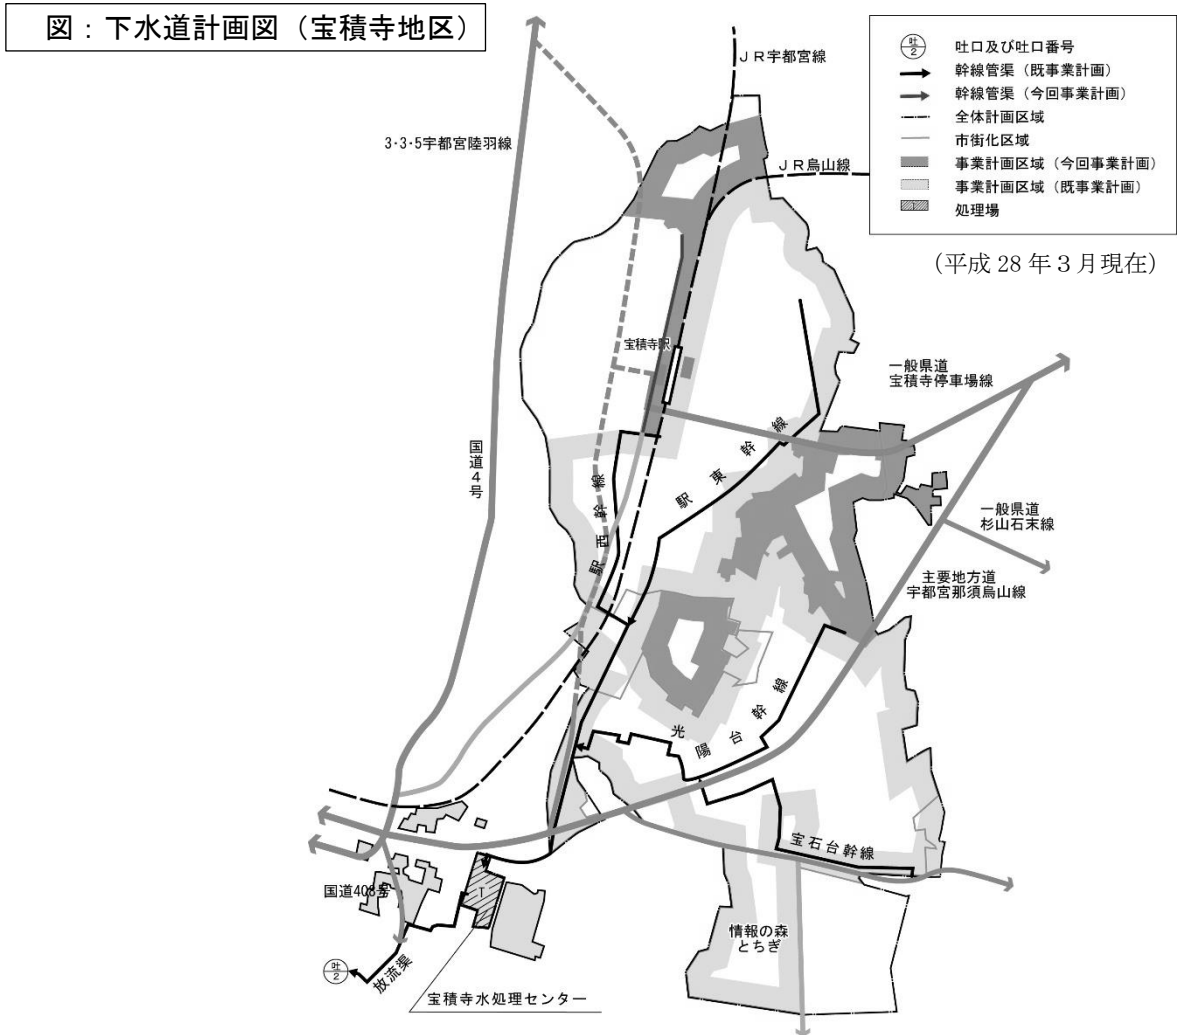 図：下水道計画図（宝積寺地区）
吐
2
吐口及び吐口番号
幹線管渠（既事業計画）
幹線管渠（今回事業計画）
全体計画区域
市街化区域
事業計画区域（今回事業計画）
事業計画区域（既事業計画）
T
処理場
（平成 28 年３月現在）
ＪＲ宇都宮線
3・3・5宇都宮陸羽線
ＪＲ烏山線
宝積寺駅
一般県道
宝積寺停車場線
国道４号
駅東幹線
駅西幹線
一般県道
杉山石末線
主要地方道
宇都宮那須烏山線
光陽台幹線
宝石台幹線
国道408号
T
情報の森
とちぎ
吐
2
放流渠
宝積寺水処理センター